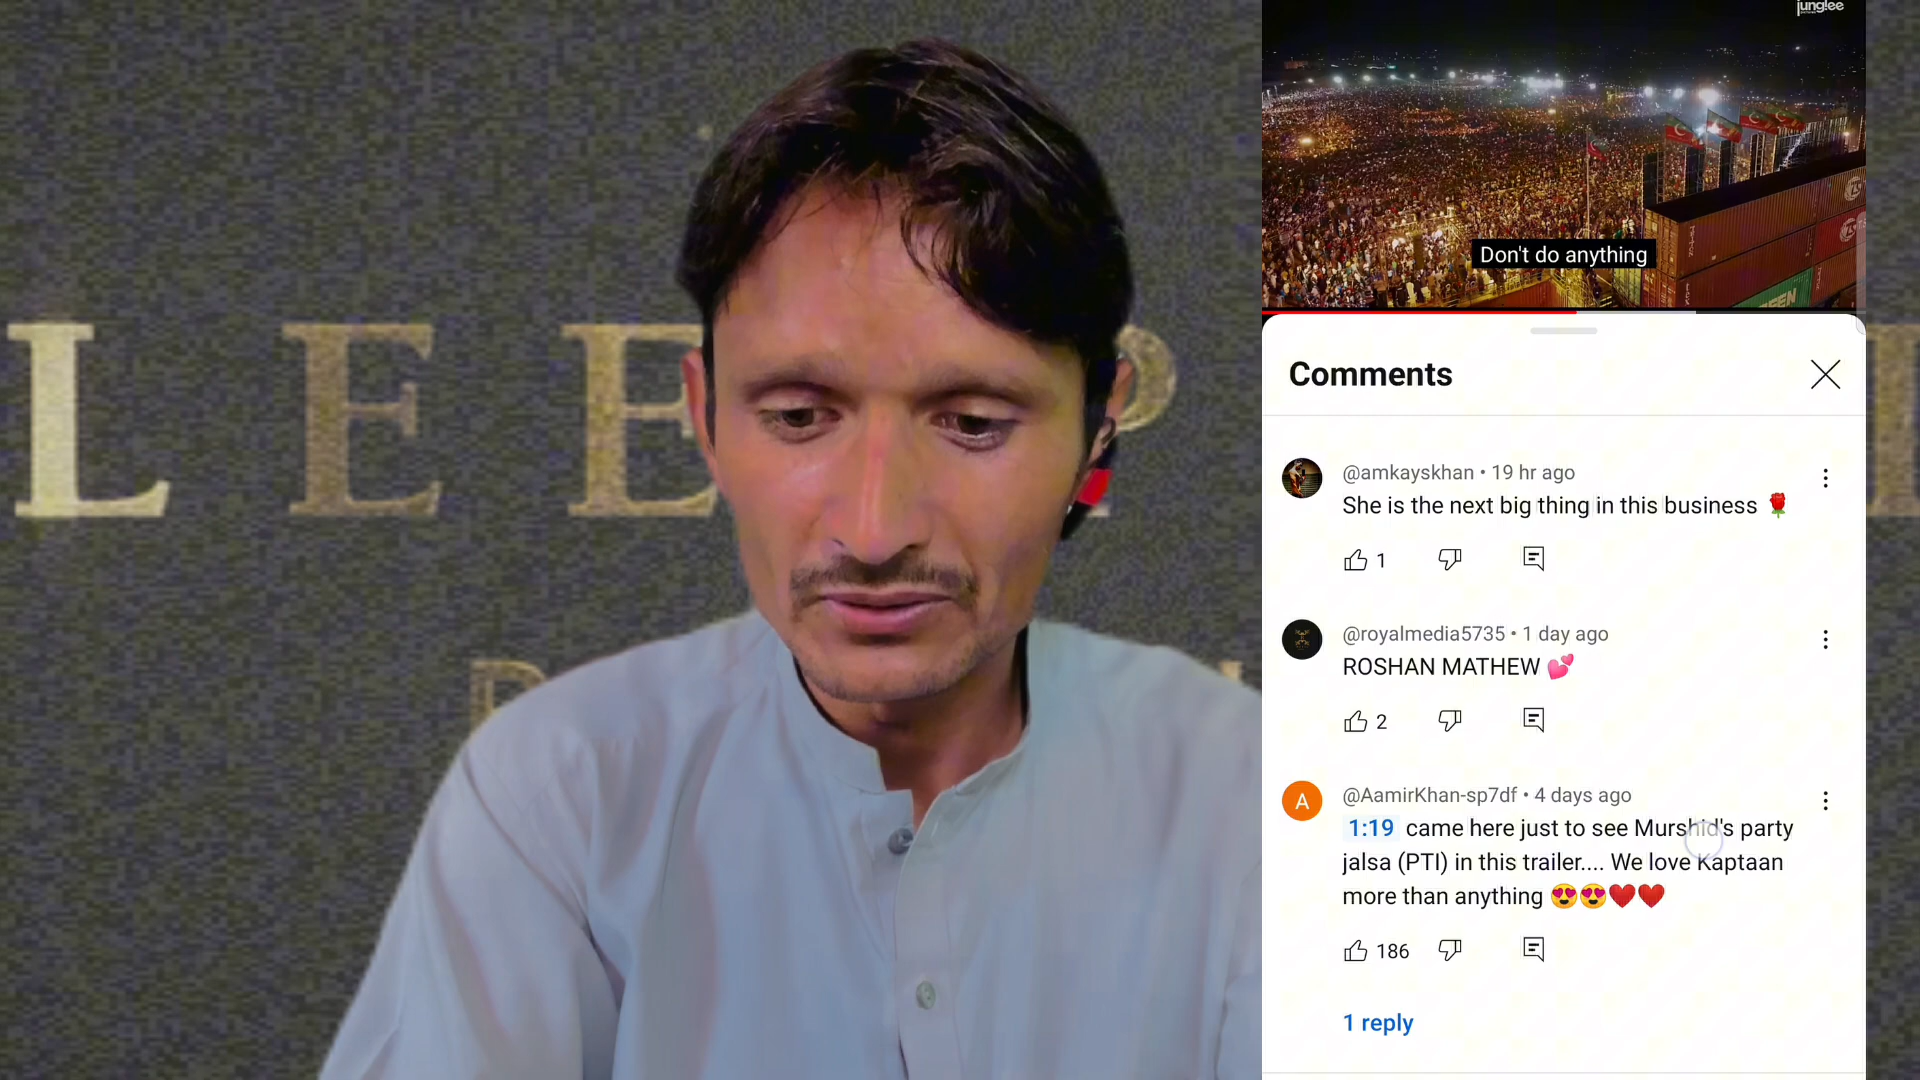 L E E P
junglee
Don't do anything
Comments
@amkayskhan • 19 hr ago
She is the next big thing in this business 🌹
1
@royalmedia5735 • 1 day ago
ROSHAN MATHEW 💕
2
A
@AamirKhan-sp7df • 4 days ago
1:19 came here just to see Murshid's party
jalsa (PTI) in this trailer.... We love Kaptaan
more than anything 😍😍❤️❤️
186
1 reply